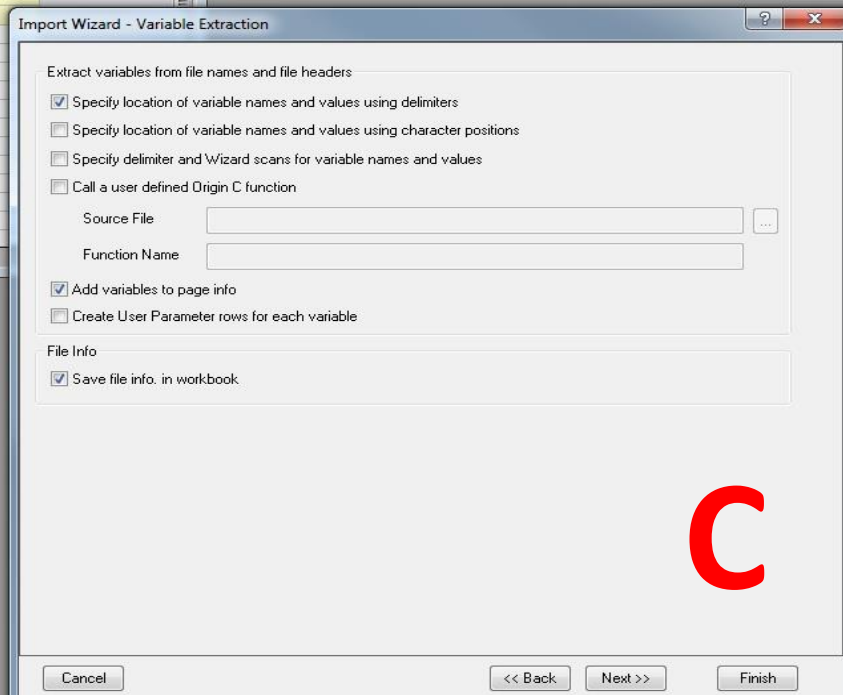 Import Wizard - Variable Extraction
Extract variables from file names and file headers
Specify location of variable names and values using delimiters
Specify location of variable names and values using character positions
Specify delimiter and Wizard scans for variable names and values
Call a user defined Origin C function
Source File
...
Function Name
Add variables to page info
Create User Parameter rows for each variable
File Info
Save file info. in workbook
C
Cancel << Back Next >> Finish